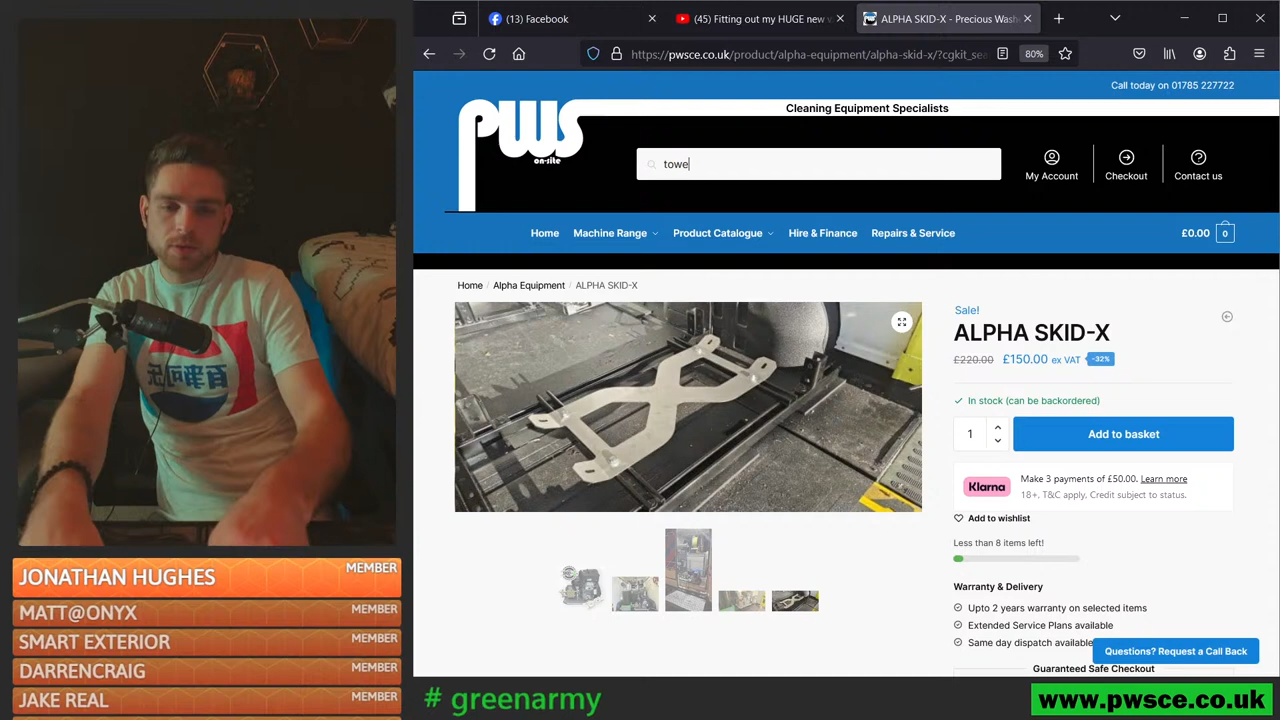 (13) Facebook
(45) Fitting out my HUGE new v
ALPHA SKID-X - Precious Wash
https://pwsce.co.uk/product/alpha-equipment/alpha-skid-x/?cgkit_sea
80%
Call today on 01785 227722
Cleaning Equipment Specialists
pws
on-site
towe
My Account
Checkout
Contact us
Home
Machine Range
Product Catalogue
Hire & Finance
Repairs & Service
£0.00
0
Home / Alpha Equipment / ALPHA SKID-X
Sale!
ALPHA SKID-X
£220.00 £150.00 ex VAT -32%
In stock (can be backordered)
1
Add to basket
Klarna
Make 3 payments of £50.00. Learn more
18+, T&C apply. Credit subject to status.
Add to wishlist
Less than 8 items left!
Warranty & Delivery
Upto 2 years warranty on selected items
Extended Service Plans available
Same day dispatch available
Questions? Request a Call Back
Guaranteed Safe Checkout
JONATHAN HUGHES MEMBER
MATT@ONYX MEMBER
SMART EXTERIOR MEMBER
DARRENCRAIG MEMBER
JAKE REAL MEMBER
# greenarmy
www.pwsce.co.uk